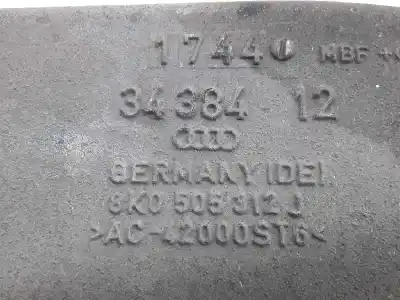 1744 MBF +
34384 12
GERMANY IDEI
8K0 505 312 J
>AC-42000ST6<